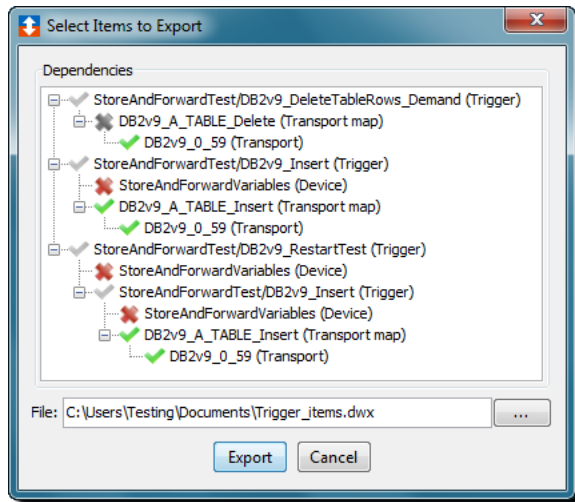 Select Items to Export
Dependencies
StoreAndForwardTest/DB2v9_DeleteTableRows_Demand (Trigger)
DB2v9_A_TABLE_Delete (Transport map)
DB2v9_0_59 (Transport)
StoreAndForwardTest/DB2v9_Insert (Trigger)
StoreAndForwardVariables (Device)
DB2v9_A_TABLE_Insert (Transport map)
DB2v9_0_59 (Transport)
StoreAndForwardTest/DB2v9_RestartTest (Trigger)
StoreAndForwardVariables (Device)
StoreAndForwardTest/DB2v9_Insert (Trigger)
StoreAndForwardVariables (Device)
DB2v9_A_TABLE_Insert (Transport map)
DB2v9_0_59 (Transport)
File: C:\Users\Testing\Documents\Trigger_items.dwx ...
Export Cancel